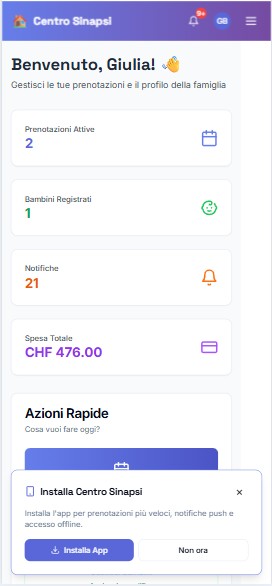 Centro Sinapsi
9+
GB
Benvenuto, Giulia! 👋
Gestisci le tue prenotazioni e il profilo della famiglia
Prenotazioni Attive
2
Bambini Registrati
1
Notifiche
21
Spesa Totale
CHF 476.00
Azioni Rapide
Cosa vuoi fare oggi?
Installa Centro Sinapsi
×
Installa l'app per prenotazioni più veloci, notifiche push e
accesso offline.
Installa App
Non ora